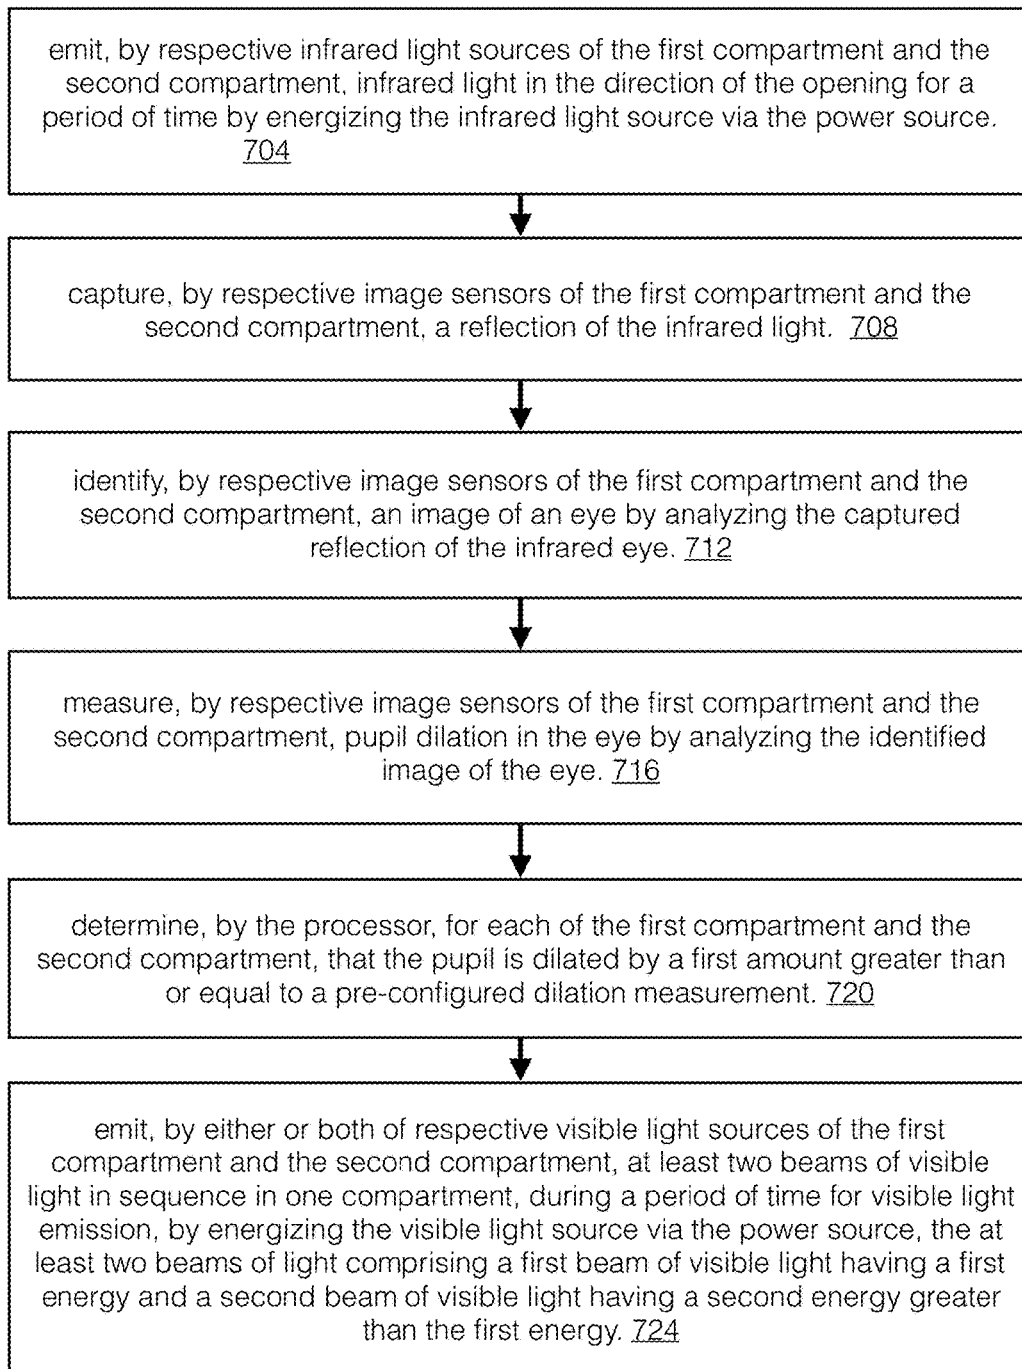 emit, by respective infrared light sources of the first compartment and the
second compartment, infrared light in the direction of the opening for a
period of time by energizing the infrared light source via the power source.
704
capture, by respective image sensors of the first compartment and the
second compartment, a reflection of the infrared light. 708
identify, by respective image sensors of the first compartment and the
second compartment, an image of an eye by analyzing the captured
reflection of the infrared eye. 712
measure, by respective image sensors of the first compartment and the
second compartment, pupil dilation in the eye by analyzing the identified
image of the eye. 716
determine, by the processor, for each of the first compartment and the
second compartment, that the pupil is dilated by a first amount greater than
or equal to a pre-configured dilation measurement. 720
emit, by either or both of respective visible light sources of the first
compartment and the second compartment, at least two beams of visible
light in sequence in one compartment, during a period of time for visible light
emission, by energizing the visible light source via the power source, the at
least two beams of light comprising a first beam of visible light having a first
energy and a second beam of visible light having a second energy greater
than the first energy. 724